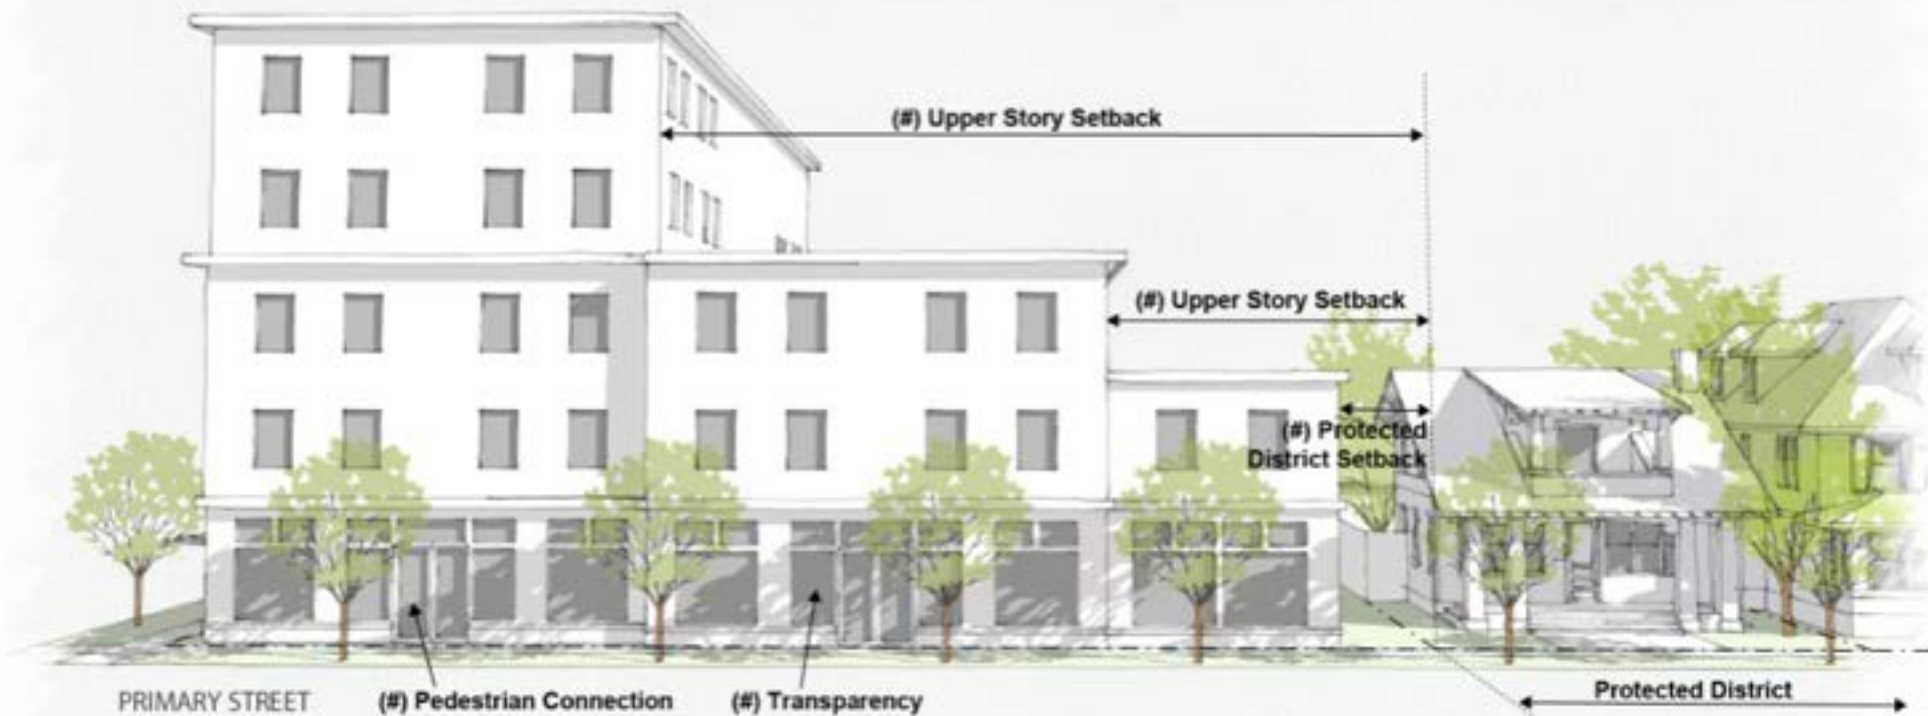 (#) Upper Story Setback
(#) Upper Story Setback
(#) Protected
District Setback
Protected District
PRIMARY STREET
(#) Pedestrian Connection
(#) Transparency